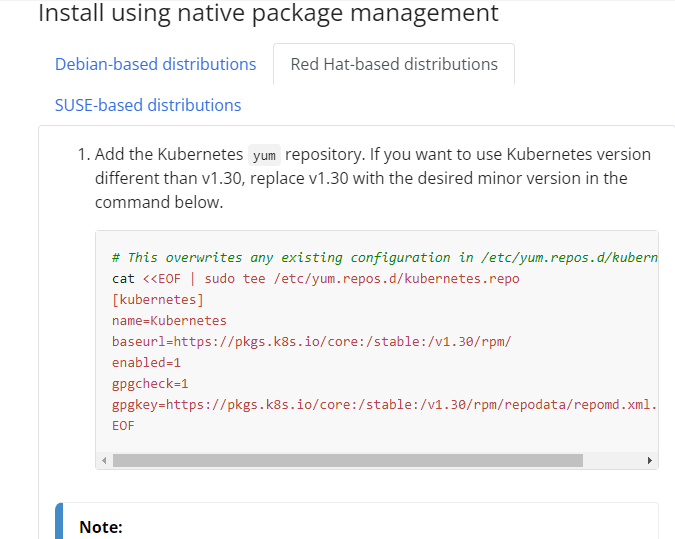 Install using native package management
Debian-based distributions
Red Hat-based distributions
SUSE-based distributions
1. Add the Kubernetes yum repository. If you want to use Kubernetes version
different than v1.30, replace v1.30 with the desired minor version in the
command below.
# This overwrites any existing configuration in /etc/yum.repos.d/kubern
cat <<EOF | sudo tee /etc/yum.repos.d/kubernetes.repo
[kubernetes]
name=Kubernetes
baseurl=https://pkgs.k8s.io/core:/stable:/v1.30/rpm/
enabled=1
gpgcheck=1
gpgkey=https://pkgs.k8s.io/core:/stable:/v1.30/rpm/repodata/repomd.xml.
EOF
Note: